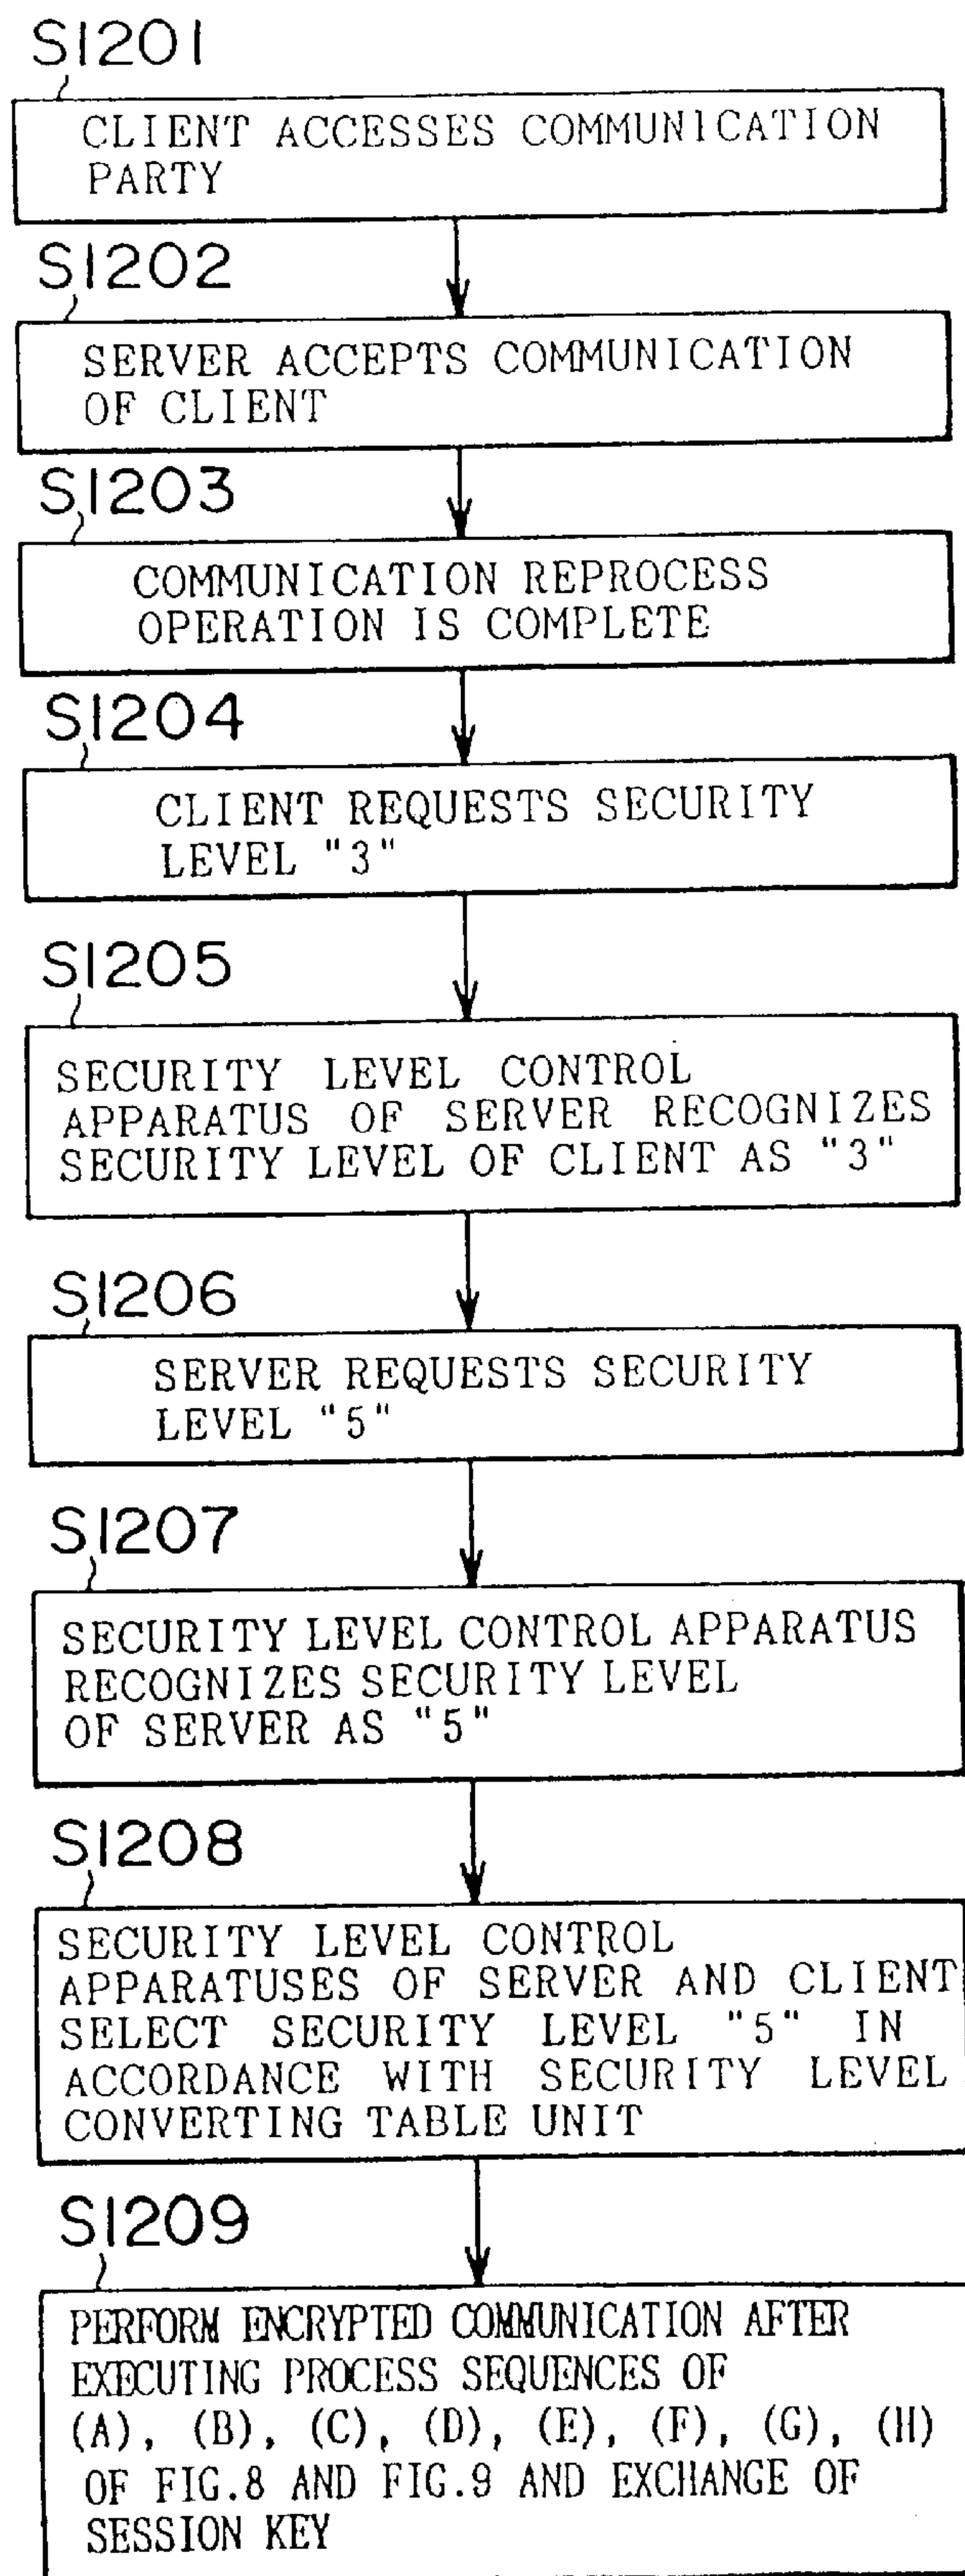 S1201
CLIENT ACCESSES COMMUNICATION
PARTY
S1202
SERVER ACCEPTS COMMUNICATION
OF CLIENT
S1203
COMMUNICATION REPROCESS
OPERATION IS COMPLETE
S1204
CLIENT REQUESTS SECURITY
LEVEL "3"
S1205
SECURITY LEVEL CONTROL
APPARATUS OF SERVER RECOGNIZES
SECURITY LEVEL OF CLIENT AS "3"
S1206
SERVER REQUESTS SECURITY
LEVEL "5"
S1207
SECURITY LEVEL CONTROL APPARATUS
RECOGNIZES SECURITY LEVEL
OF SERVER AS "5"
S1208
SECURITY LEVEL CONTROL
APPARATUSES OF SERVER AND CLIENT
SELECT SECURITY LEVEL "5" IN
ACCORDANCE WITH SECURITY LEVEL
CONVERTING TABLE UNIT
S1209
PERFORM ENCRYPTED COMMUNICATION AFTER
EXECUTING PROCESS SEQUENCES OF
(A), (B), (C), (D), (E), (F), (G), (H)
OF FIG.8 AND FIG.9 AND EXCHANGE OF
SESSION KEY